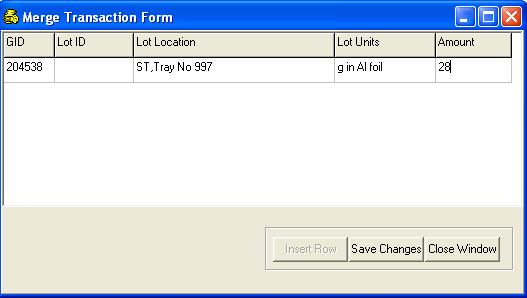 Merge Transaction Form
GID Lot ID Lot Location Lot Units Amount
204538 ST,Tray No 997 g in Al foil 28
Insert Row Save Changes Close Window